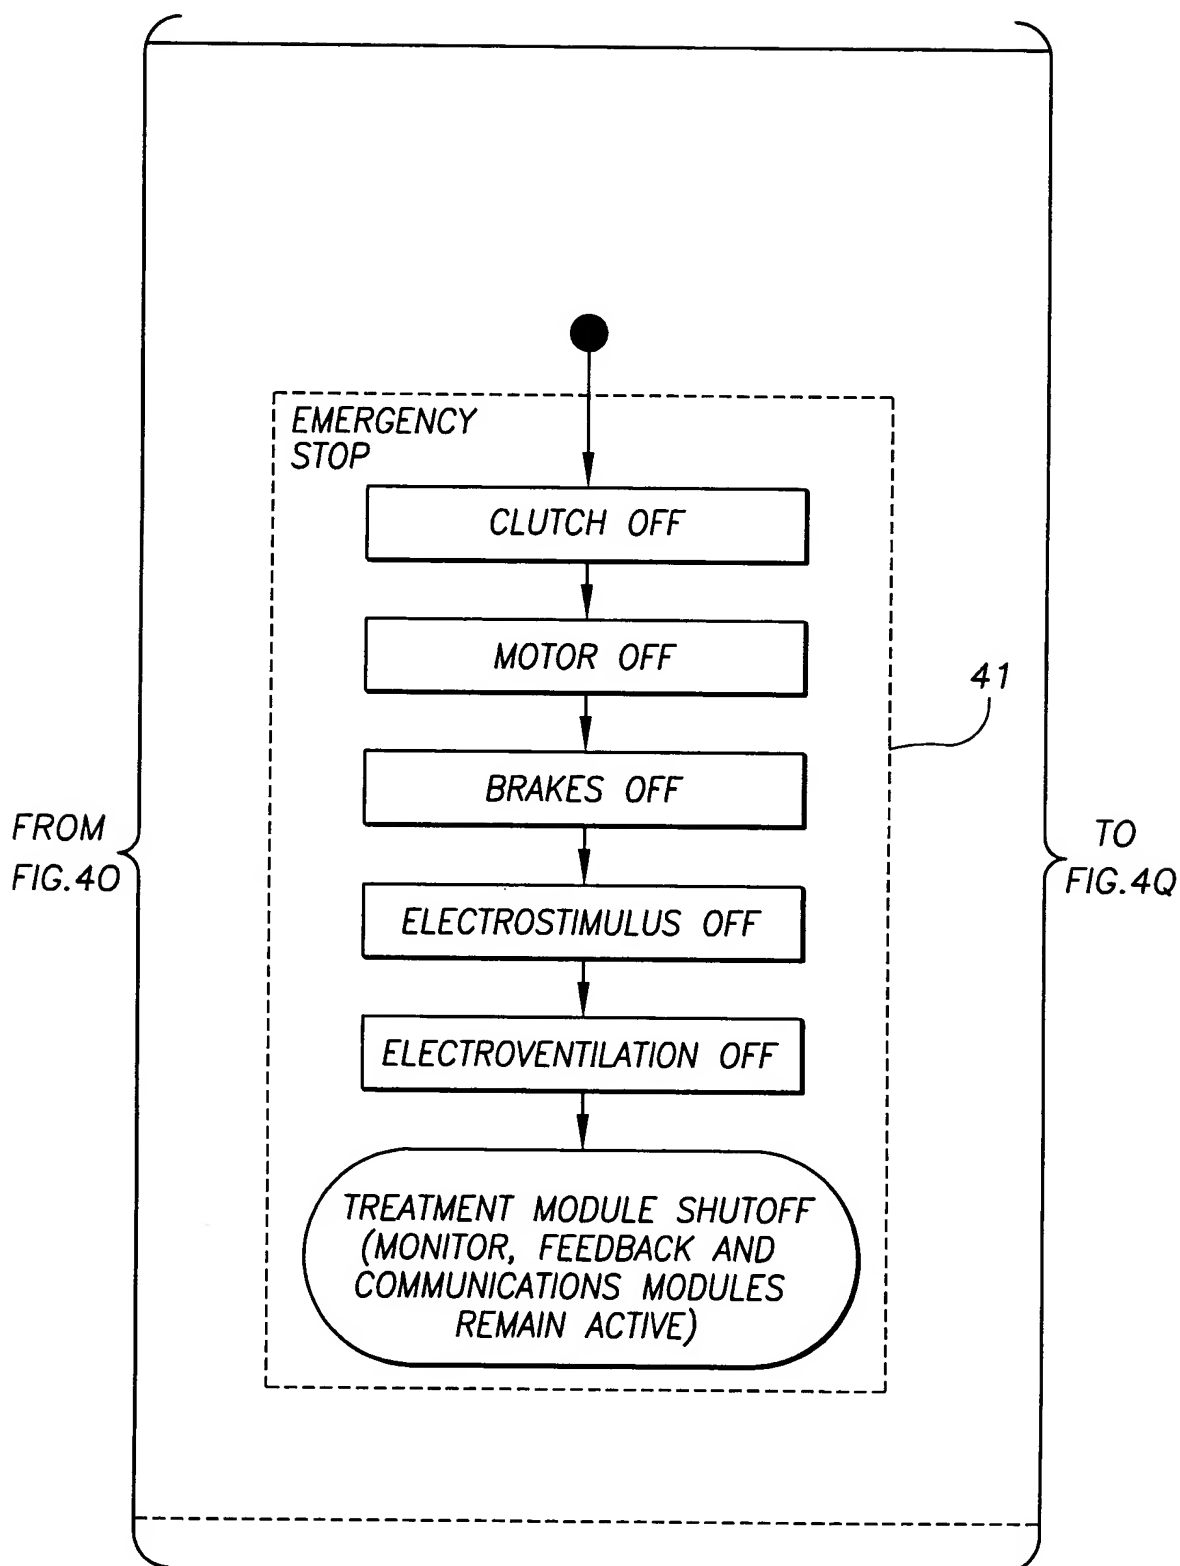 EMERGENCY
STOP
CLUTCH OFF
MOTOR OFF
41
BRAKES OFF
FROM
FIG.4O
TO
FIG.4Q
ELECTROSTIMULUS OFF
ELECTROVENTILATION OFF
TREATMENT MODULE SHUTOFF
(MONITOR, FEEDBACK AND
COMMUNICATIONS MODULES
REMAIN ACTIVE)